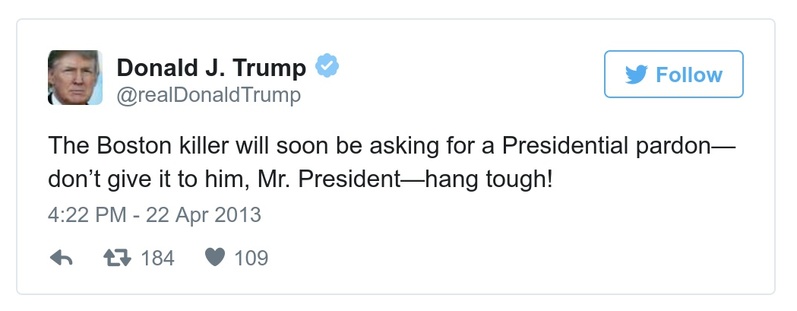 Donald J. Trump
@realDonaldTrump
Follow
The Boston killer will soon be asking for a Presidential pardon—
don’t give it to him, Mr. President—hang tough!
4:22 PM - 22 Apr 2013
184 109